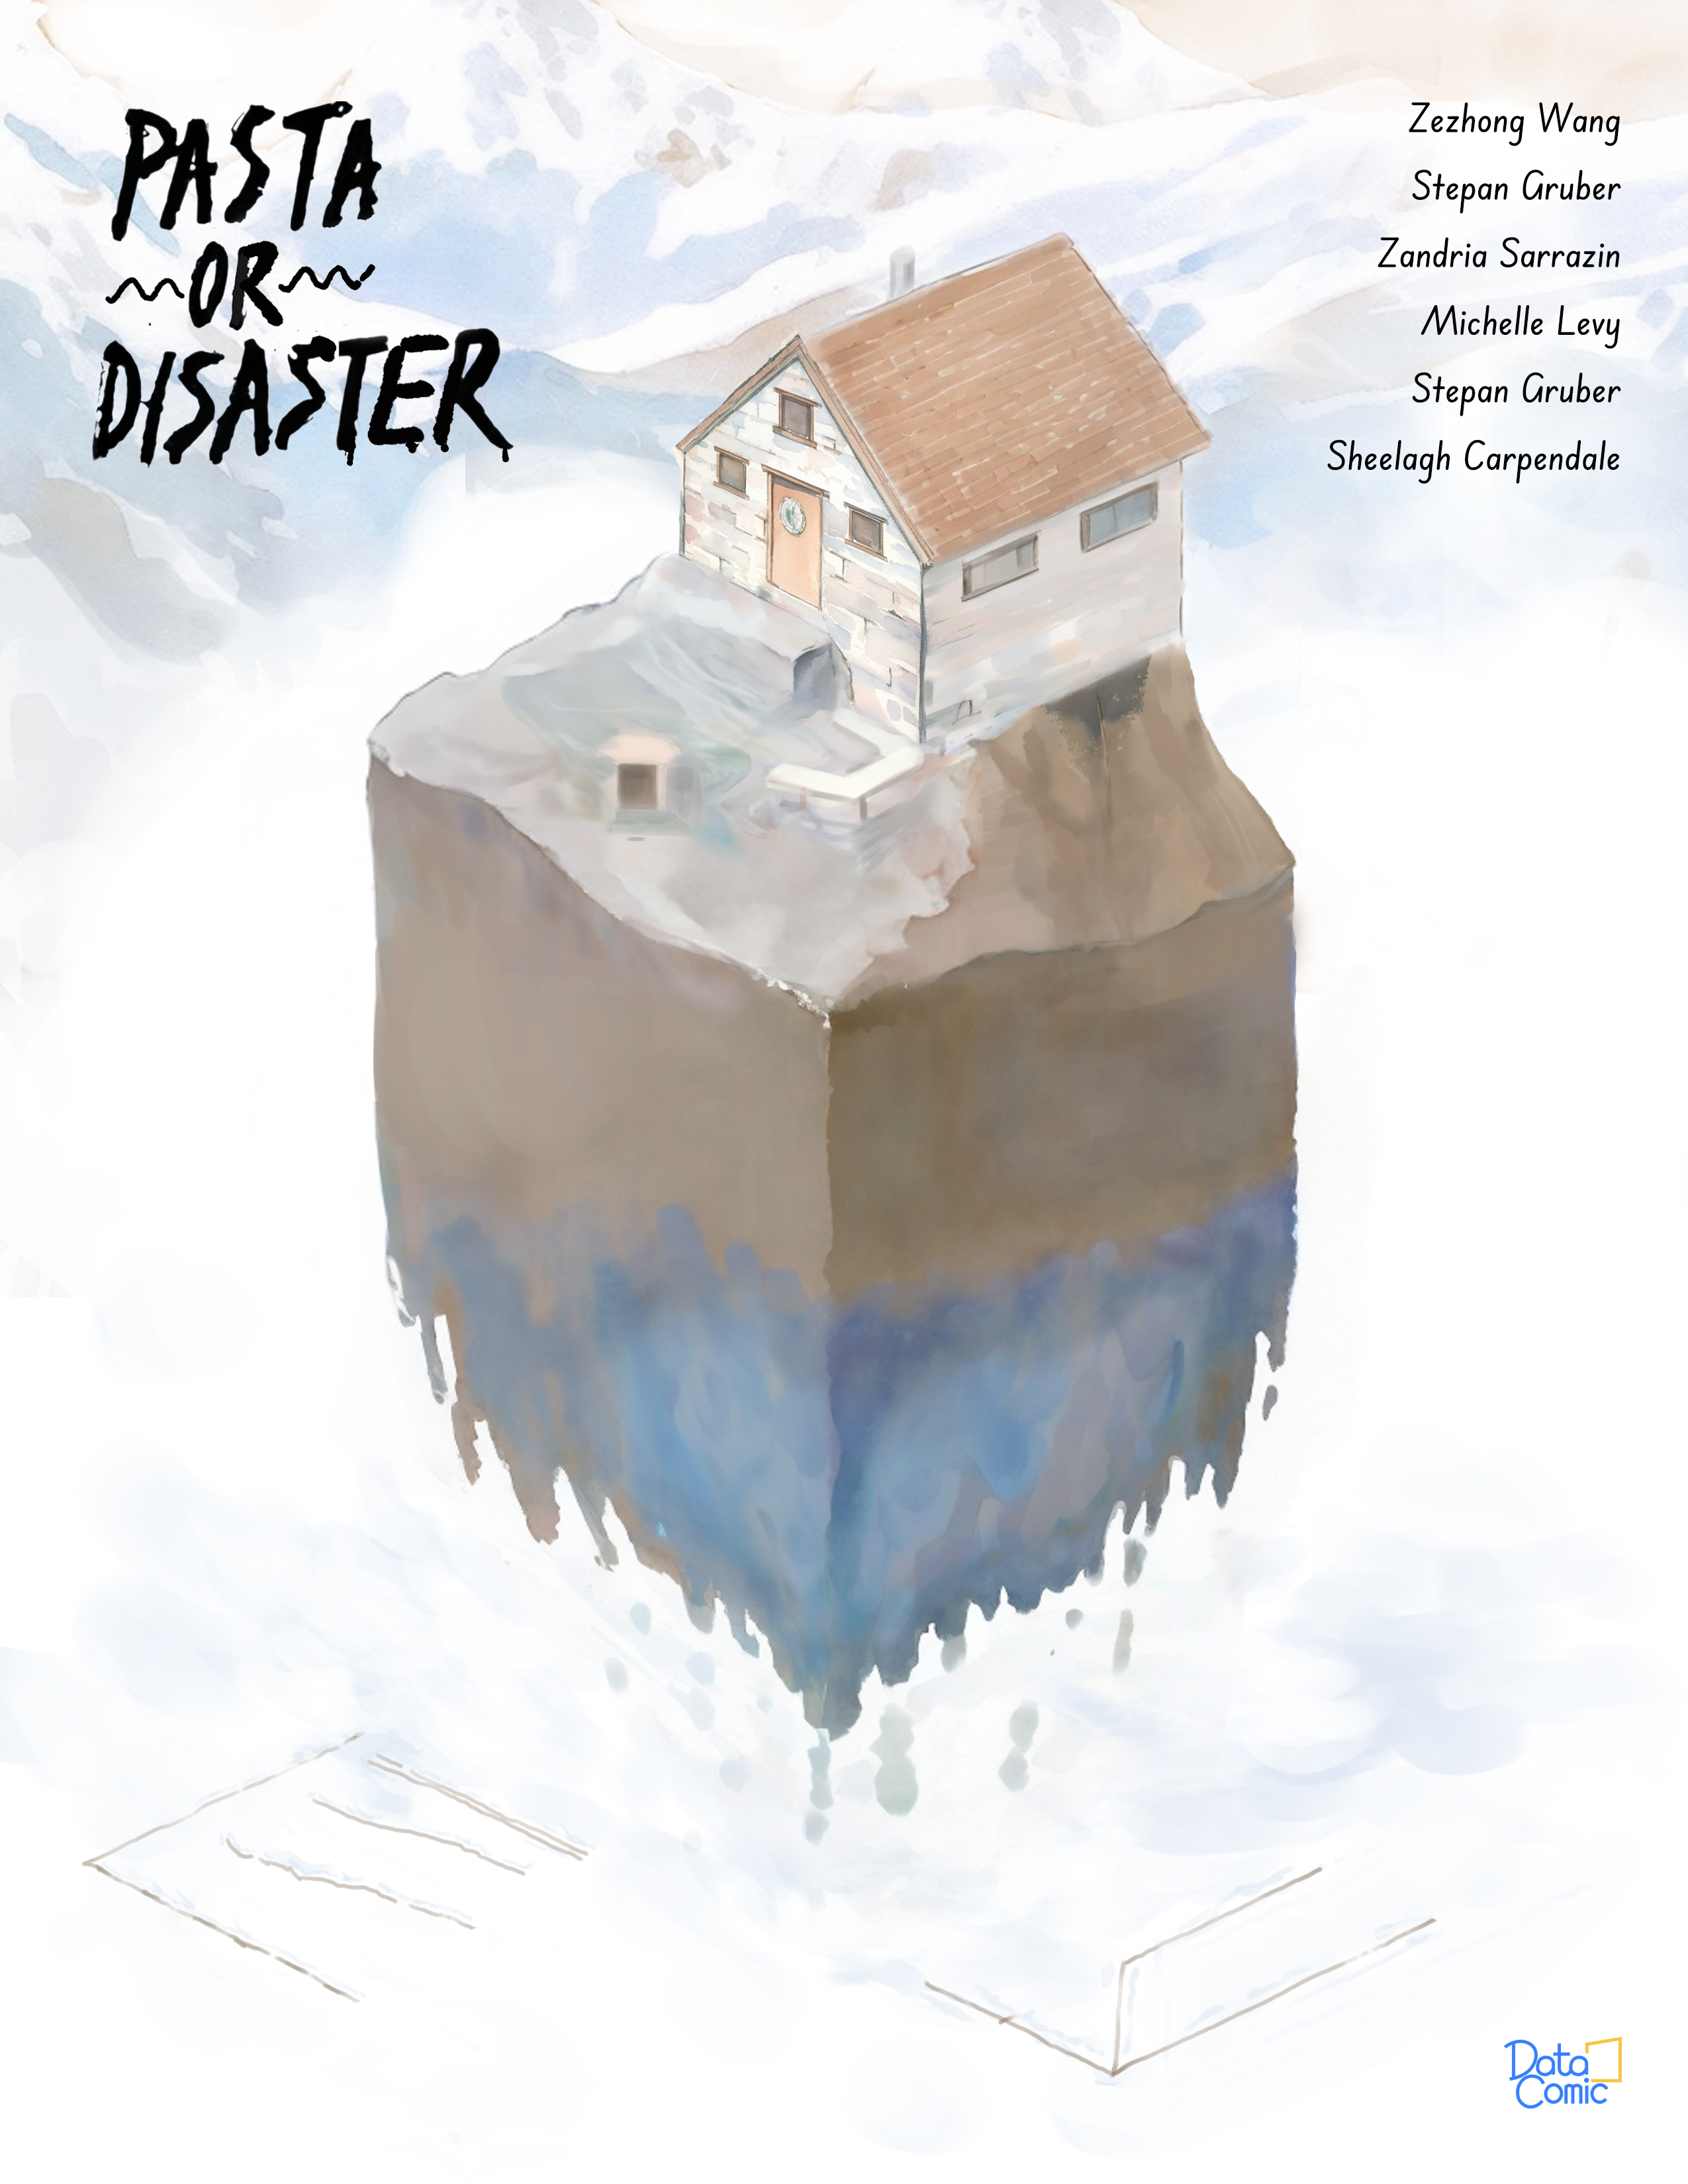 PASTA
OR
DISASTER
Zezhong Wang
Stepan Gruber
Zandria Sarrazin
Michelle Levy
Stepan Gruber
Sheelagh Carpendale
Data
Comic